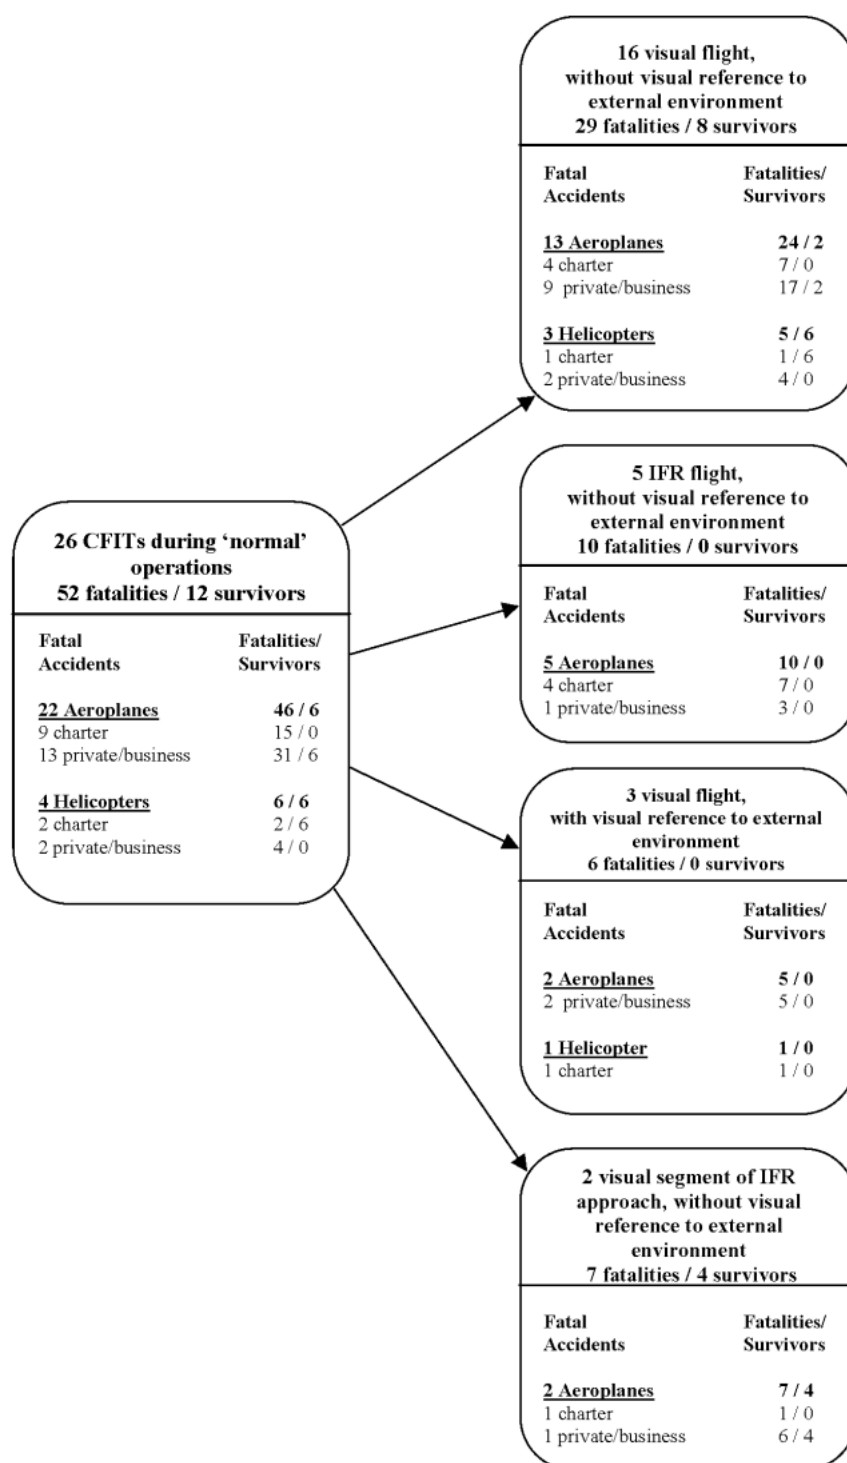 16 visual flight,
without visual reference to
external environment
29 fatalities / 8 survivors
Fatal Fatalities/
Accidents Survivors
13 Aeroplanes 24 / 2
4 charter 7 / 0
9 private/business 17 / 2
3 Helicopters 5 / 6
1 charter 1 / 6
2 private/business 4 / 0
26 CFITs during ‘normal’
operations
52 fatalities / 12 survivors
Fatal Fatalities/
Accidents Survivors
22 Aeroplanes 46 / 6
9 charter 15 / 0
13 private/business 31 / 6
4 Helicopters 6 / 6
2 charter 2 / 6
2 private/business 4 / 0
5 IFR flight,
without visual reference to
external environment
10 fatalities / 0 survivors
Fatal Fatalities/
Accidents Survivors
5 Aeroplanes 10 / 0
4 charter 7 / 0
1 private/business 3 / 0
3 visual flight,
with visual reference to external
environment
6 fatalities / 0 survivors
Fatal Fatalities/
Accidents Survivors
2 Aeroplanes 5 / 0
2 private/business 5 / 0
1 Helicopter 1 / 0
1 charter 1 / 0
2 visual segment of IFR
approach, without visual
reference to external
environment
7 fatalities / 4 survivors
Fatal Fatalities/
Accidents Survivors
2 Aeroplanes 7 / 4
1 charter 1 / 0
1 private/business 6 / 4